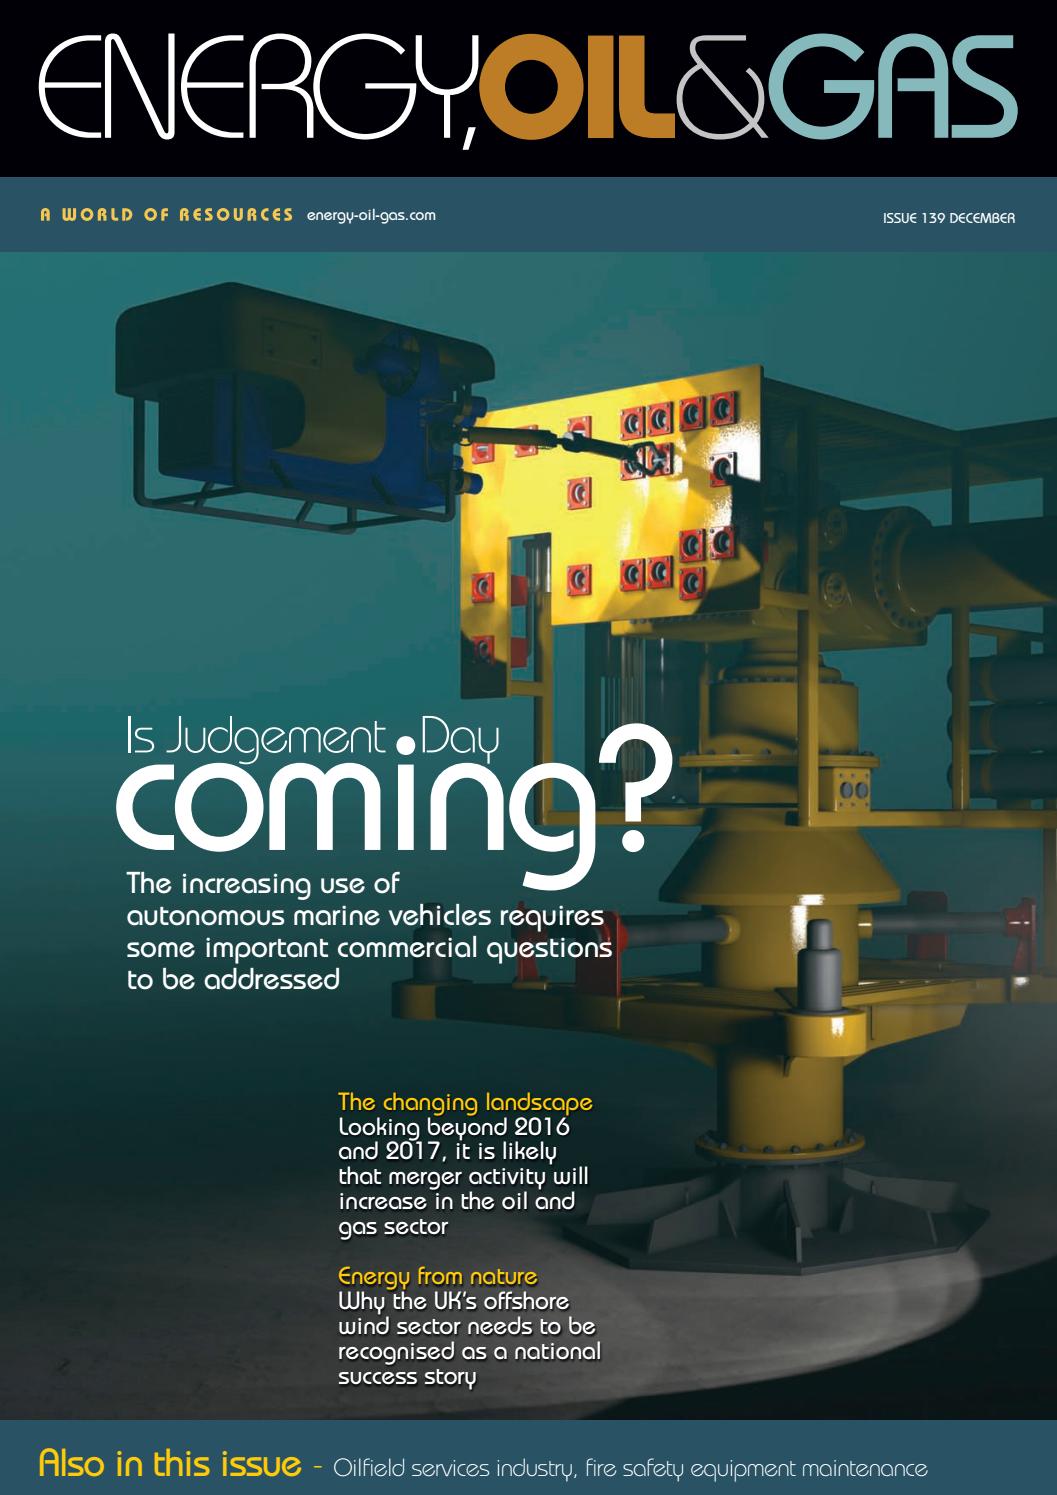 ENERGY, OIL & GAS
A WORLD OF RESOURCES energy-oil-gas.com
ISSUE 139 DECEMBER
Is Judgement Day
coming?
The increasing use of
autonomous marine vehicles requires
some important commercial questions
to be addressed
The changing landscape
Looking beyond 2016
and 2017, it is likely
that merger activity will
increase in the oil and
gas sector
Energy from nature
Why the UK's offshore
wind sector needs to be
recognised as a national
success story
Also in this issue - Oilfield services industry, fire safety equipment maintenance